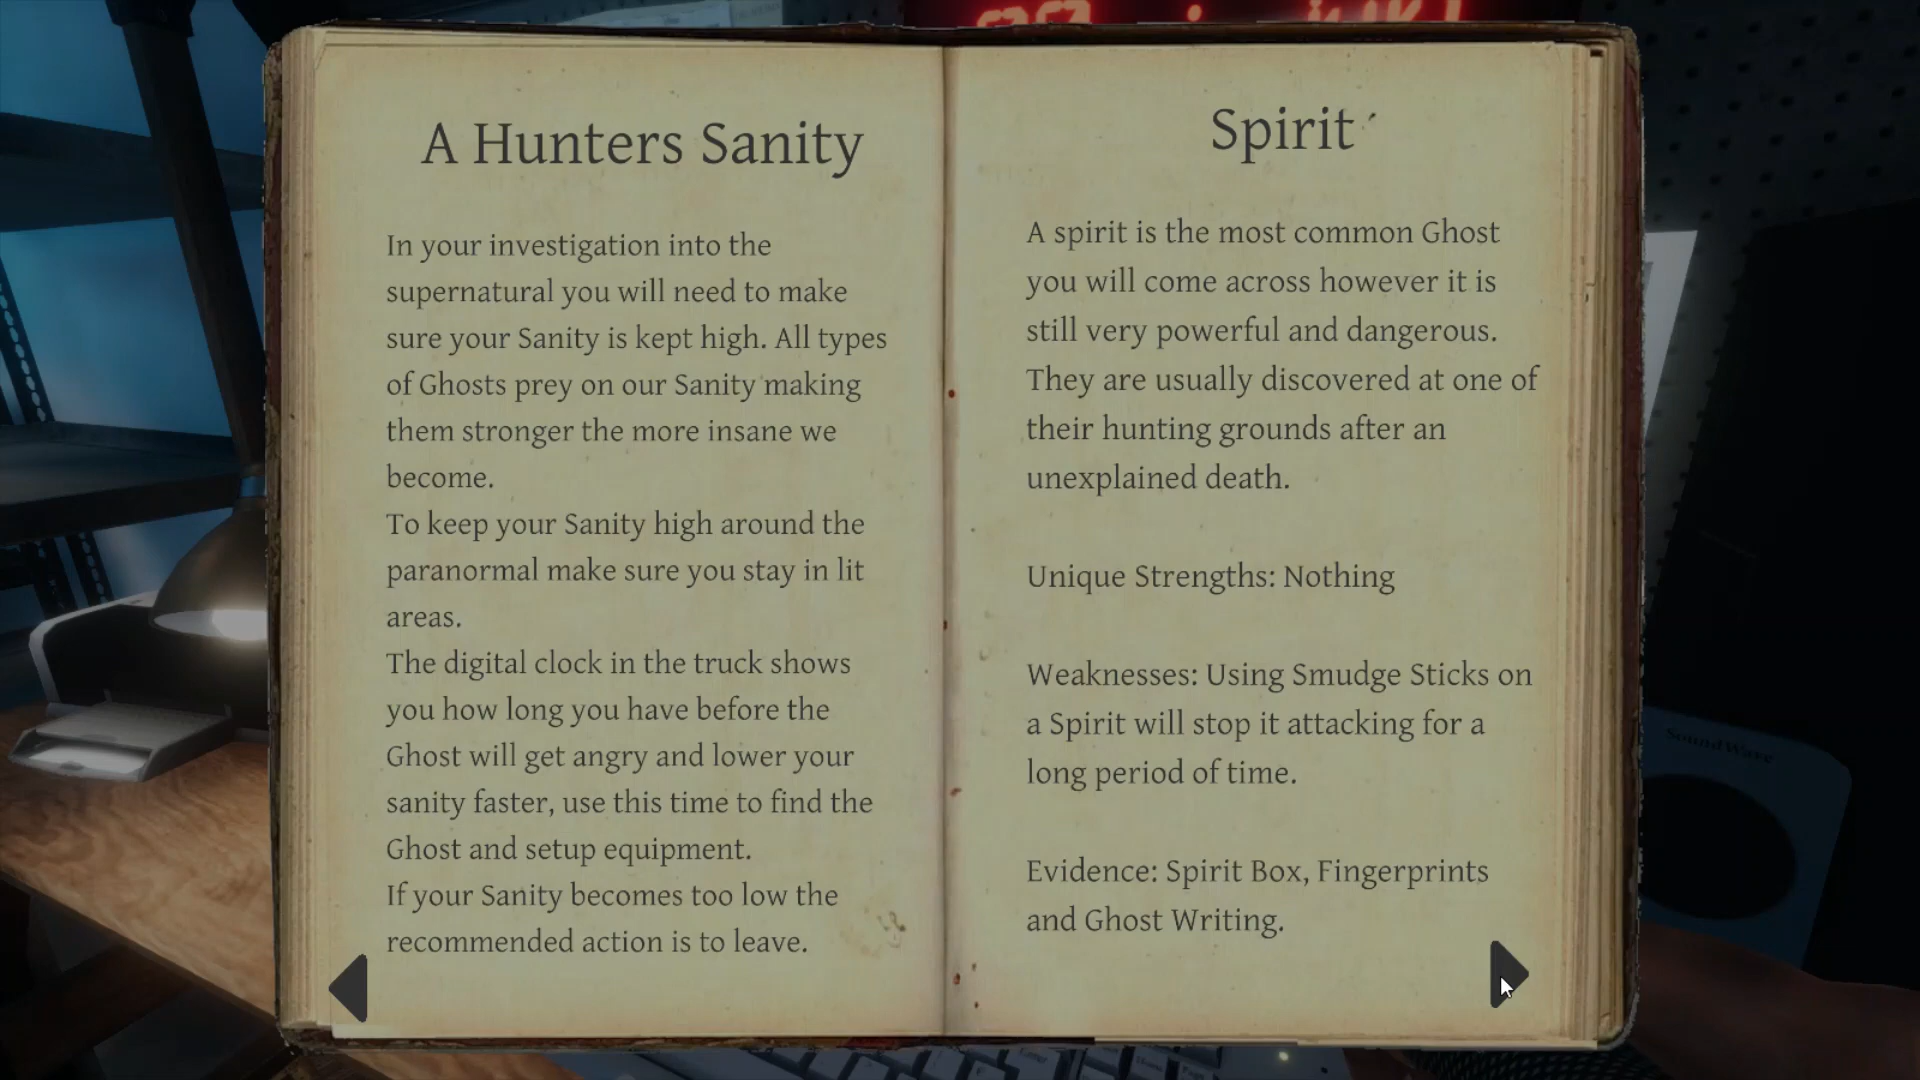 A Hunters Sanity
In your investigation into the
supernatural you will need to make
sure your Sanity is kept high. All types
of Ghosts prey on our Sanity making
them stronger the more insane we
become.
To keep your Sanity high around the
paranormal make sure you stay in lit
areas.
The digital clock in the truck shows
you how long you have before the
Ghost will get angry and lower your
sanity faster, use this time to find the
Ghost and setup equipment.
If your Sanity becomes too low the
recommended action is to leave.
Spirit
A spirit is the most common Ghost
you will come across however it is
still very powerful and dangerous.
They are usually discovered at one of
their hunting grounds after an
unexplained death.
Unique Strengths: Nothing
Weaknesses: Using Smudge Sticks on
a Spirit will stop it attacking for a
long period of time.
Evidence: Spirit Box, Fingerprints
and Ghost Writing.
SoundWave